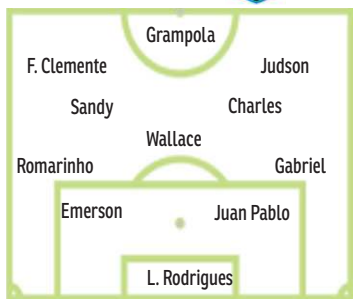 Grampola
F. Clemente Judson
Sandy Charles
Wallace
Romarinho Gabriel
Emerson Juan Pablo
L. Rodrigues